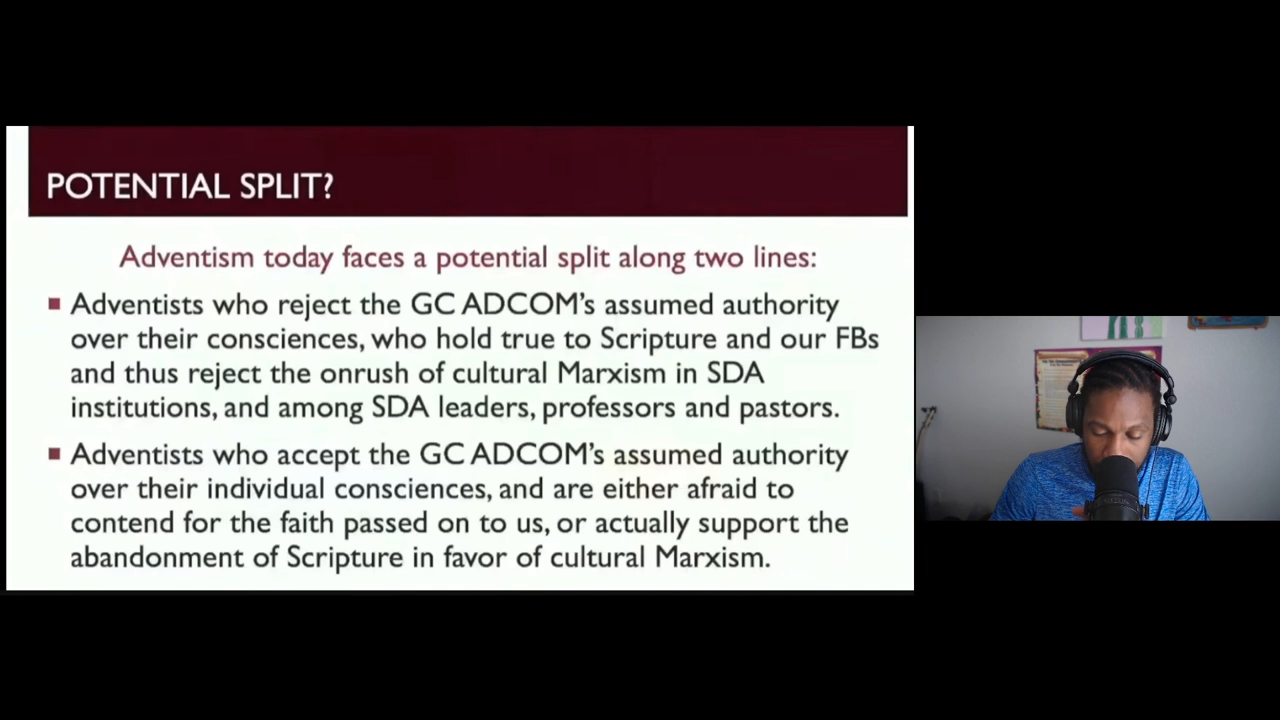 POTENTIAL SPLIT?
Adventism today faces a potential split along two lines:
Adventists who reject the GC ADCOM's assumed authority
over their consciences, who hold true to Scripture and our FBs
and thus reject the onrush of cultural Marxism in SDA
institutions, and among SDA leaders, professors and pastors.
Adventists who accept the GC ADCOM's assumed authority
over their individual consciences, and are either afraid to
contend for the faith passed on to us, or actually support the
abandonment of Scripture in favor of cultural Marxism.